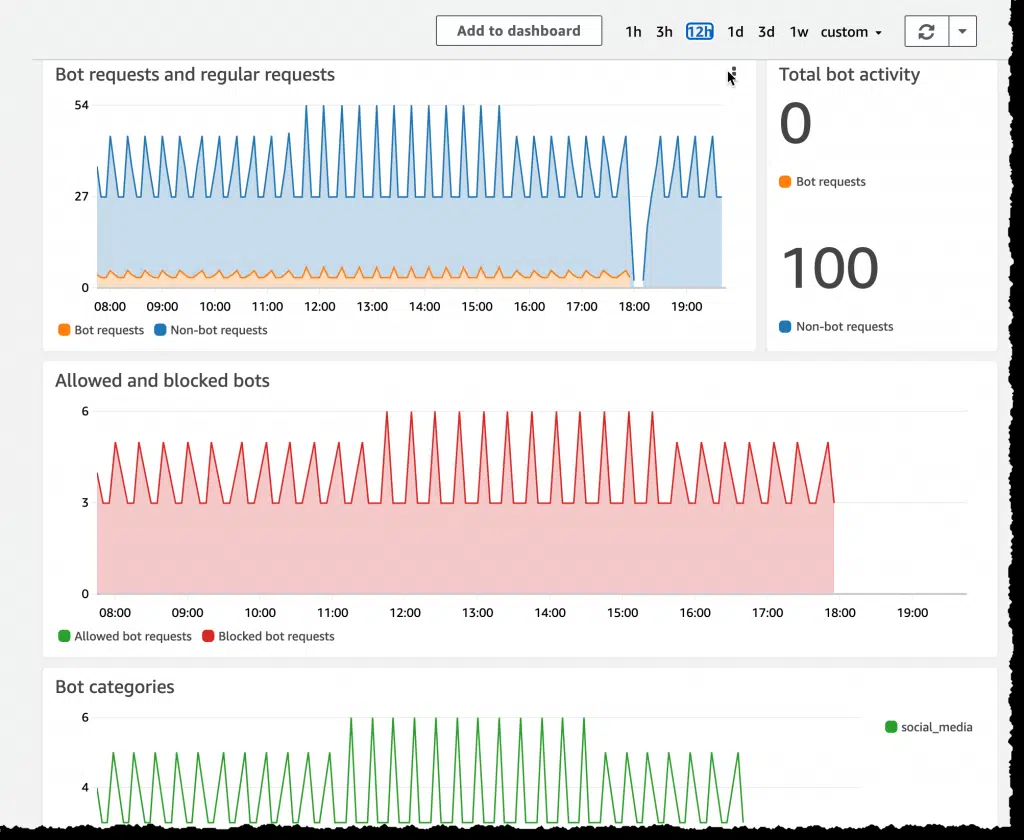 Add to dashboard 1h 3h 12h 1d 3d 1w custom
Bot requests and regular requests
54
27
0
08:00 09:00 10:00 11:00 12:00 13:00 14:00 15:00 16:00 17:00 18:00 19:00
Bot requests Non-bot requests
Total bot activity
0
Bot requests
100
Non-bot requests
Allowed and blocked bots
6
3
0
08:00 09:00 10:00 11:00 12:00 13:00 14:00 15:00 16:00 17:00 18:00 19:00
Allowed bot requests Blocked bot requests
Bot categories
6
4
social_media